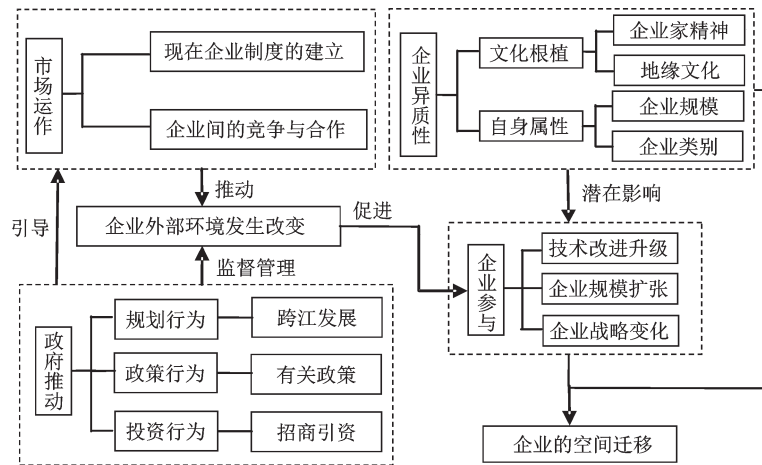 市场运作
现在企业制度的建立
企业间的竞争与合作
企业异质性
文化根植
企业家精神
地缘文化
自身属性
企业规模
企业类别
引导
推动
潜在影响
企业外部环境发生改变
促进
监督管理
企业参与
技术改进升级
企业规模扩张
企业战略变化
政府推动
规划行为
跨江发展
政策行为
有关政策
投资行为
招商引资
企业的空间迁移